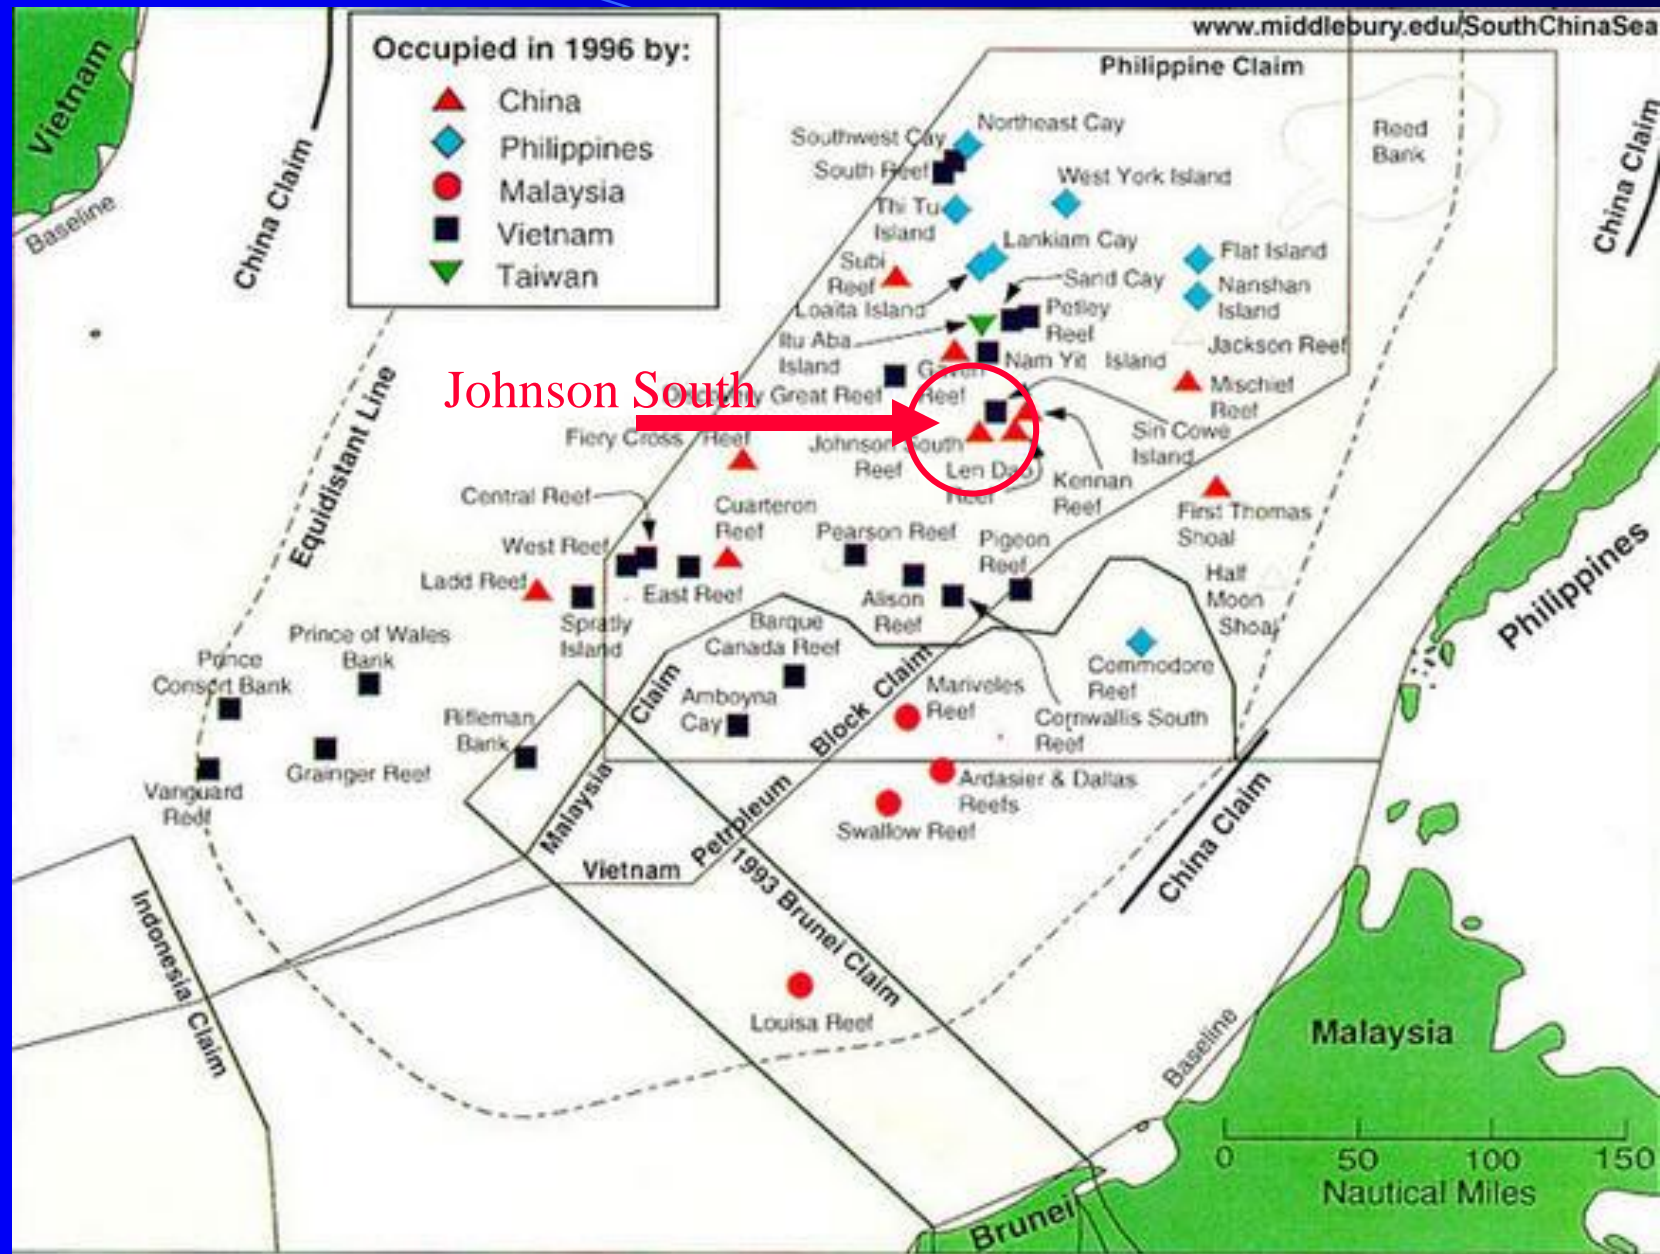 www.middlebury.edu/SouthChinaSea
Occupied in 1996 by:
China
Philippines
Malaysia
Vietnam
Taiwan
Vietnam
Baseline
China Claim
Philippine Claim
Reed
Bank
China Claim
Southwest Cay
Northeast Cay
South Reef
West York Island
Thi Tu
Island
Lankiam Cay
Flat Island
Subi
Reef
Sand Cay
Nanshan
Island
Loaita Island
Petley
Reef
Itu Aba
Island
Jackson Reef
Gaven
Reef
Nam Yit Island
Mischief
Reef
Johnson South
Discovery Great Reef
Equidistant Line
Fiery Cross Reef
Johnson South
Reef
Sin Cowe
Island
Len Dao
Reef
Kennan
Reef
Central Reef
Cuarteron
Reef
First Thomas
Shoal
West Reef
Pearson Reef
Pigeon
Reef
Ladd Reef
East Reef
Alison
Reef
Half
Moon
Shoal
Philippines
Spratly
Island
Barque
Canada Reef
Prince of Wales
Bank
Prince
Consort Bank
Commodore
Reef
Amboyna
Cay
Mariveles
Reef
Cornwallis South
Reef
Rifleman
Bank
Grainger Reef
Vanguard
Reef
Ardasier & Dallas
Reefs
Swallow Reef
Malaysia Claim
Vietnam Petroleum Block Claim
China Claim
1993 Brunei Claim
Indonesia Claim
Louisa Reef
Baseline
Malaysia
0 50 100 150
Nautical Miles
Brunei